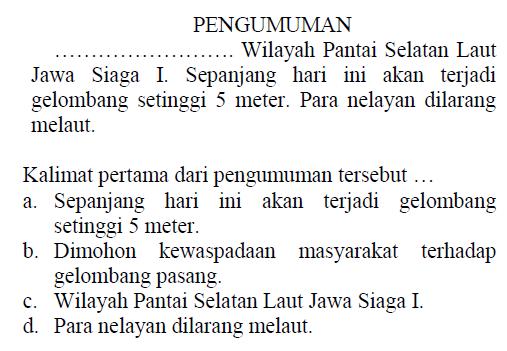 PENGUMUMAN
.......................... Wilayah Pantai Selatan Laut
Jawa Siaga I. Sepanjang hari ini akan terjadi
gelombang setinggi 5 meter. Para nelayan dilarang
melaut.
Kalimat pertama dari pengumuman tersebut …
a. Sepanjang hari ini akan terjadi gelombang
setinggi 5 meter.
b. Dimohon kewaspadaan masyarakat terhadap
gelombang pasang.
c. Wilayah Pantai Selatan Laut Jawa Siaga I.
d. Para nelayan dilarang melaut.